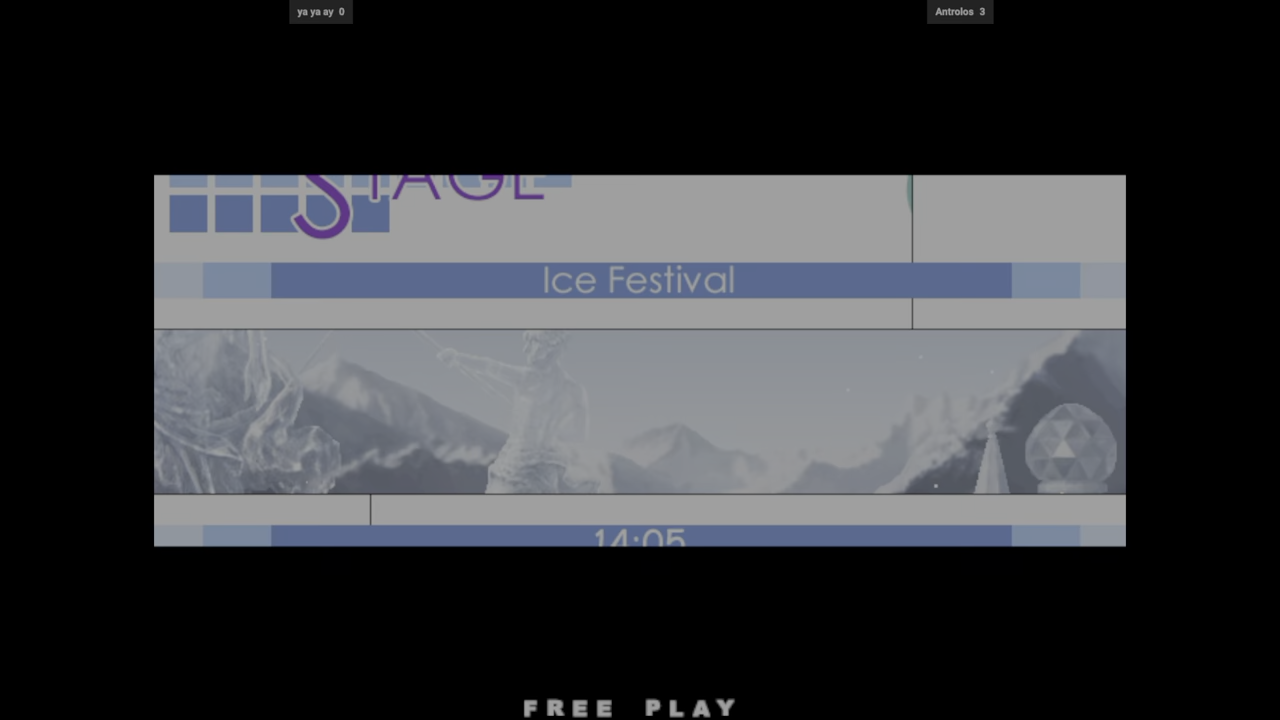 ya ya ay 0
Antrolos 3
STAGE
Ice Festival
14:05
FREE PLAY